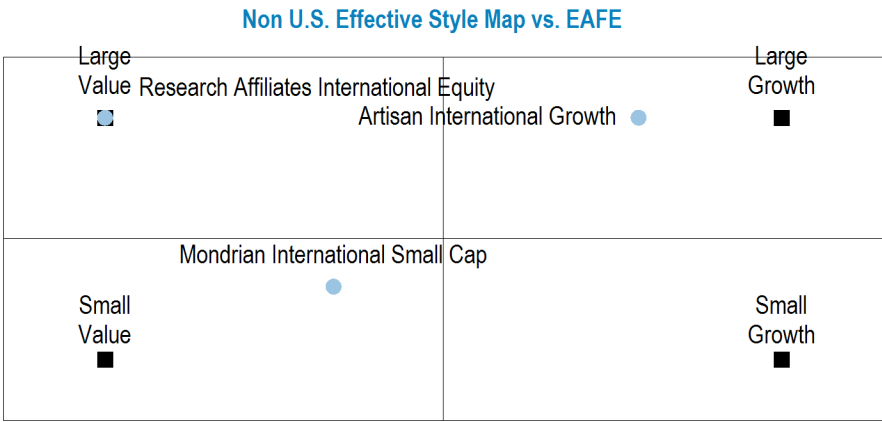 Non U.S. Effective Style Map vs. EAFE
Large
Value
Large
Growth
Research Affiliates International Equity
Artisan International Growth
Mondrian International Small Cap
Small
Value
Small
Growth